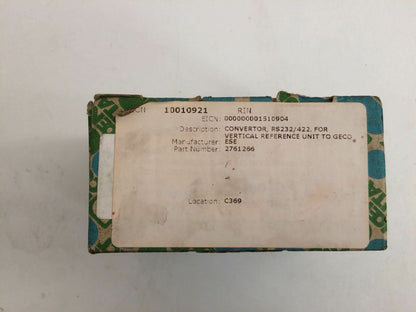 10010921 RIN
EICN: 000000001510904
Description: CONVERTOR, RS232/422, FOR
VERTICAL REFERENCE UNIT TO GECO
Manufacturer: ESE
Part Number: 2761266
Location: C369